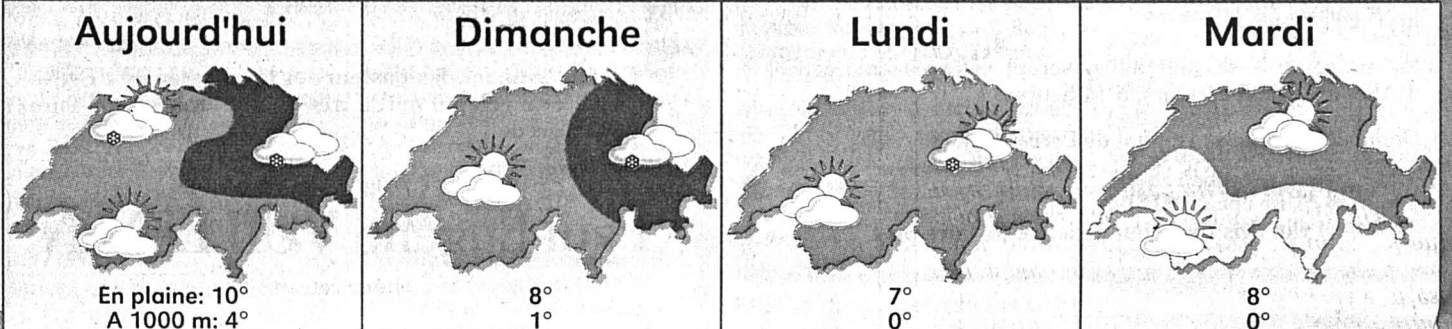 Aujourd'hui
En plaine: 10°
A 1000 m: 4°
Dimanche
8°
1°
Lundi
7°
0°
Mardi
8°
0°